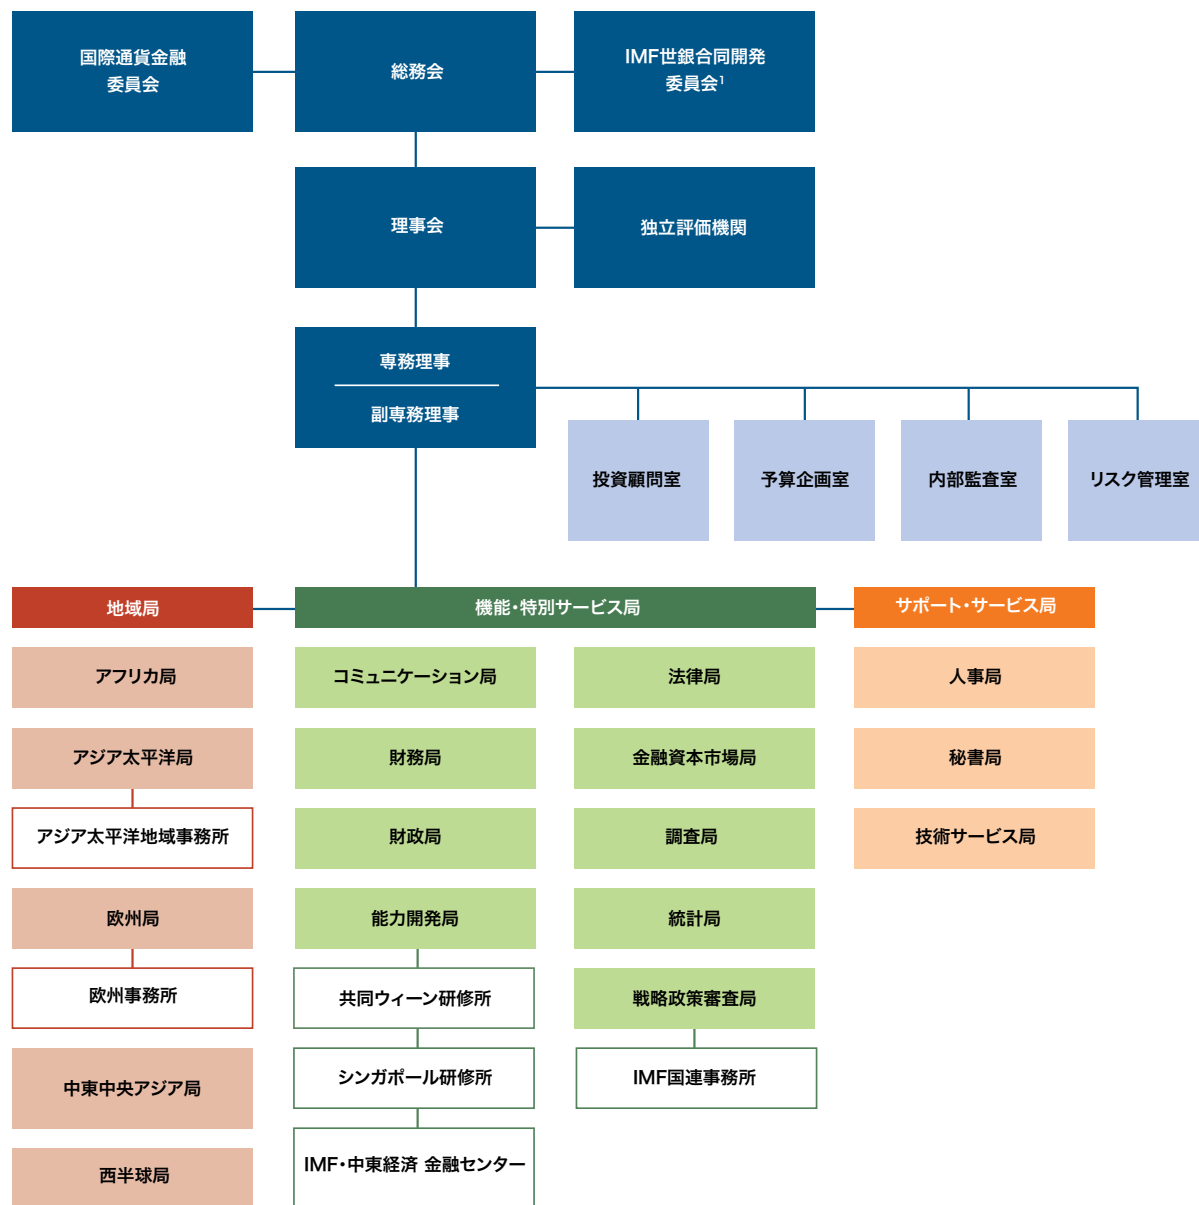 国際通貨金融
委員会
総務会
IMF世銀合同開発
委員会¹
理事会
独立評価機関
専務理事
副専務理事
投資顧問室
予算企画室
内部監査室
リスク管理室
地域局
機能・特別サービス局
サポート・サービス局
アフリカ局
コミュニケーション局
法律局
人事局
アジア太平洋局
財務局
金融資本市場局
秘書局
アジア太平洋地域事務所
財政局
調査局
技術サービス局
欧州局
能力開発局
統計局
欧州事務所
共同ウィーン研修所
戦略政策審査局
中東中央アジア局
シンガポール研修所
IMF国連事務所
西半球局
IMF・中東経済 金融センター